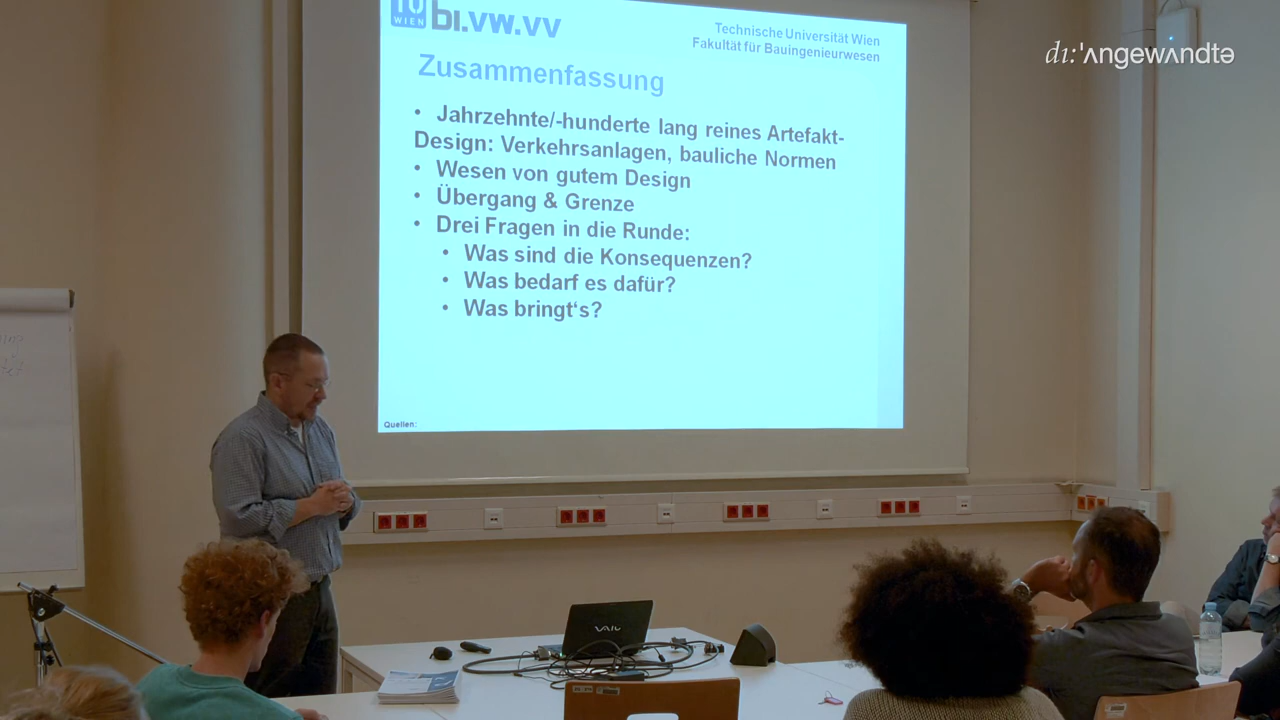 TU
WIEN
bi.vw.vv
Technische Universität Wien
Fakultät für Bauingenieurwesen
di:'ʌngewʌndtə
Zusammenfassung
• Jahrzehnte/-hunderte lang reines Artefakt-
Design: Verkehrsanlagen, bauliche Normen
• Wesen von gutem Design
• Übergang & Grenze
• Drei Fragen in die Runde:
• Was sind die Konsequenzen?
• Was bedarf es dafür?
• Was bringt's?
Quellen:
VAIO